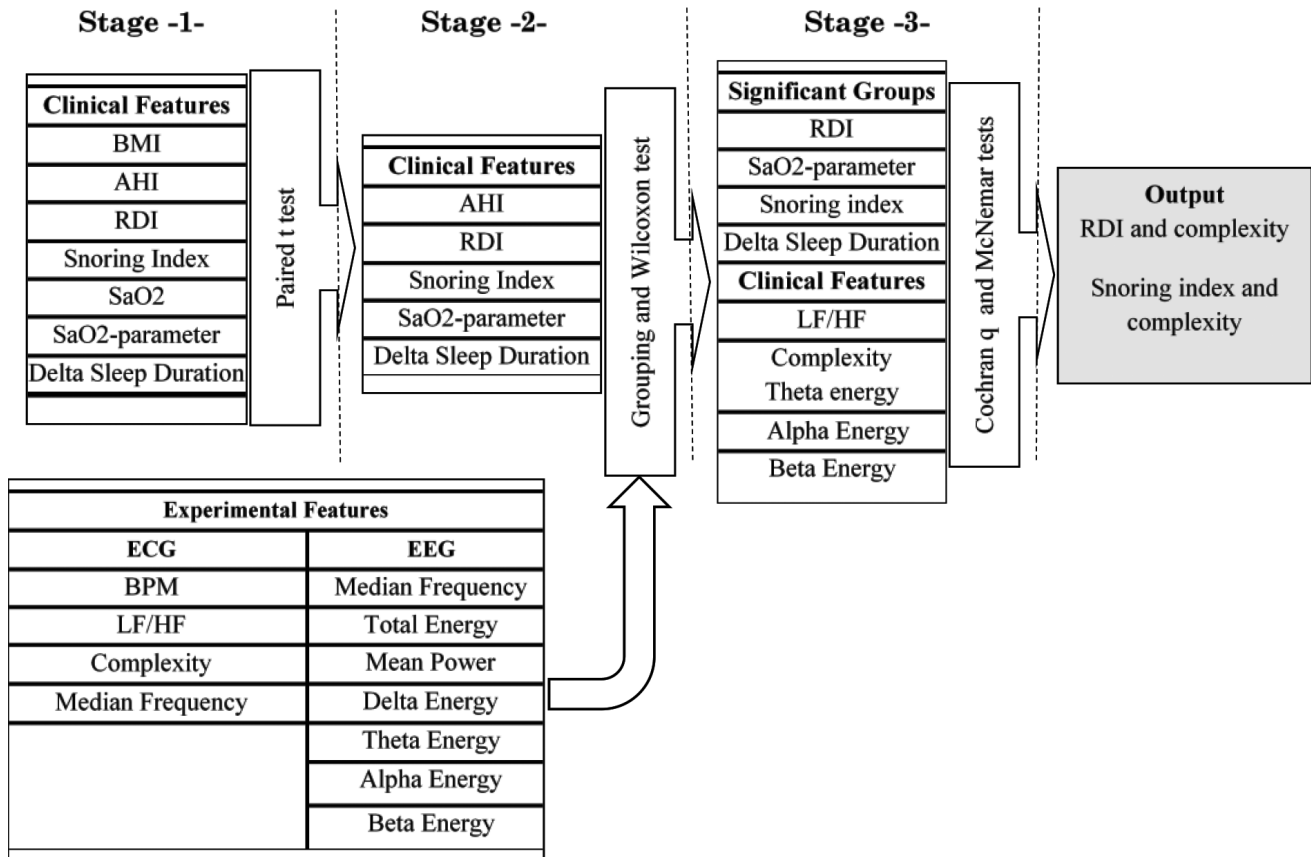 Stage -1-
Stage -2-
Stage -3-
Clinical Features
BMI
AHI
RDI
Snoring Index
SaO2
SaO2-parameter
Delta Sleep Duration
Paired t test
Clinical Features
AHI
RDI
Snoring Index
SaO2-parameter
Delta Sleep Duration
Grouping and Wilcoxon test
Significant Groups
RDI
SaO2-parameter
Snoring index
Delta Sleep Duration
Clinical Features
LF/HF
Complexity
Theta energy
Alpha Energy
Beta Energy
Cochran q and McNemar tests
Output
RDI and complexity
Snoring index and
complexity
Experimental Features
ECG
EEG
BPM
Median Frequency
LF/HF
Total Energy
Complexity
Mean Power
Median Frequency
Delta Energy
Theta Energy
Alpha Energy
Beta Energy